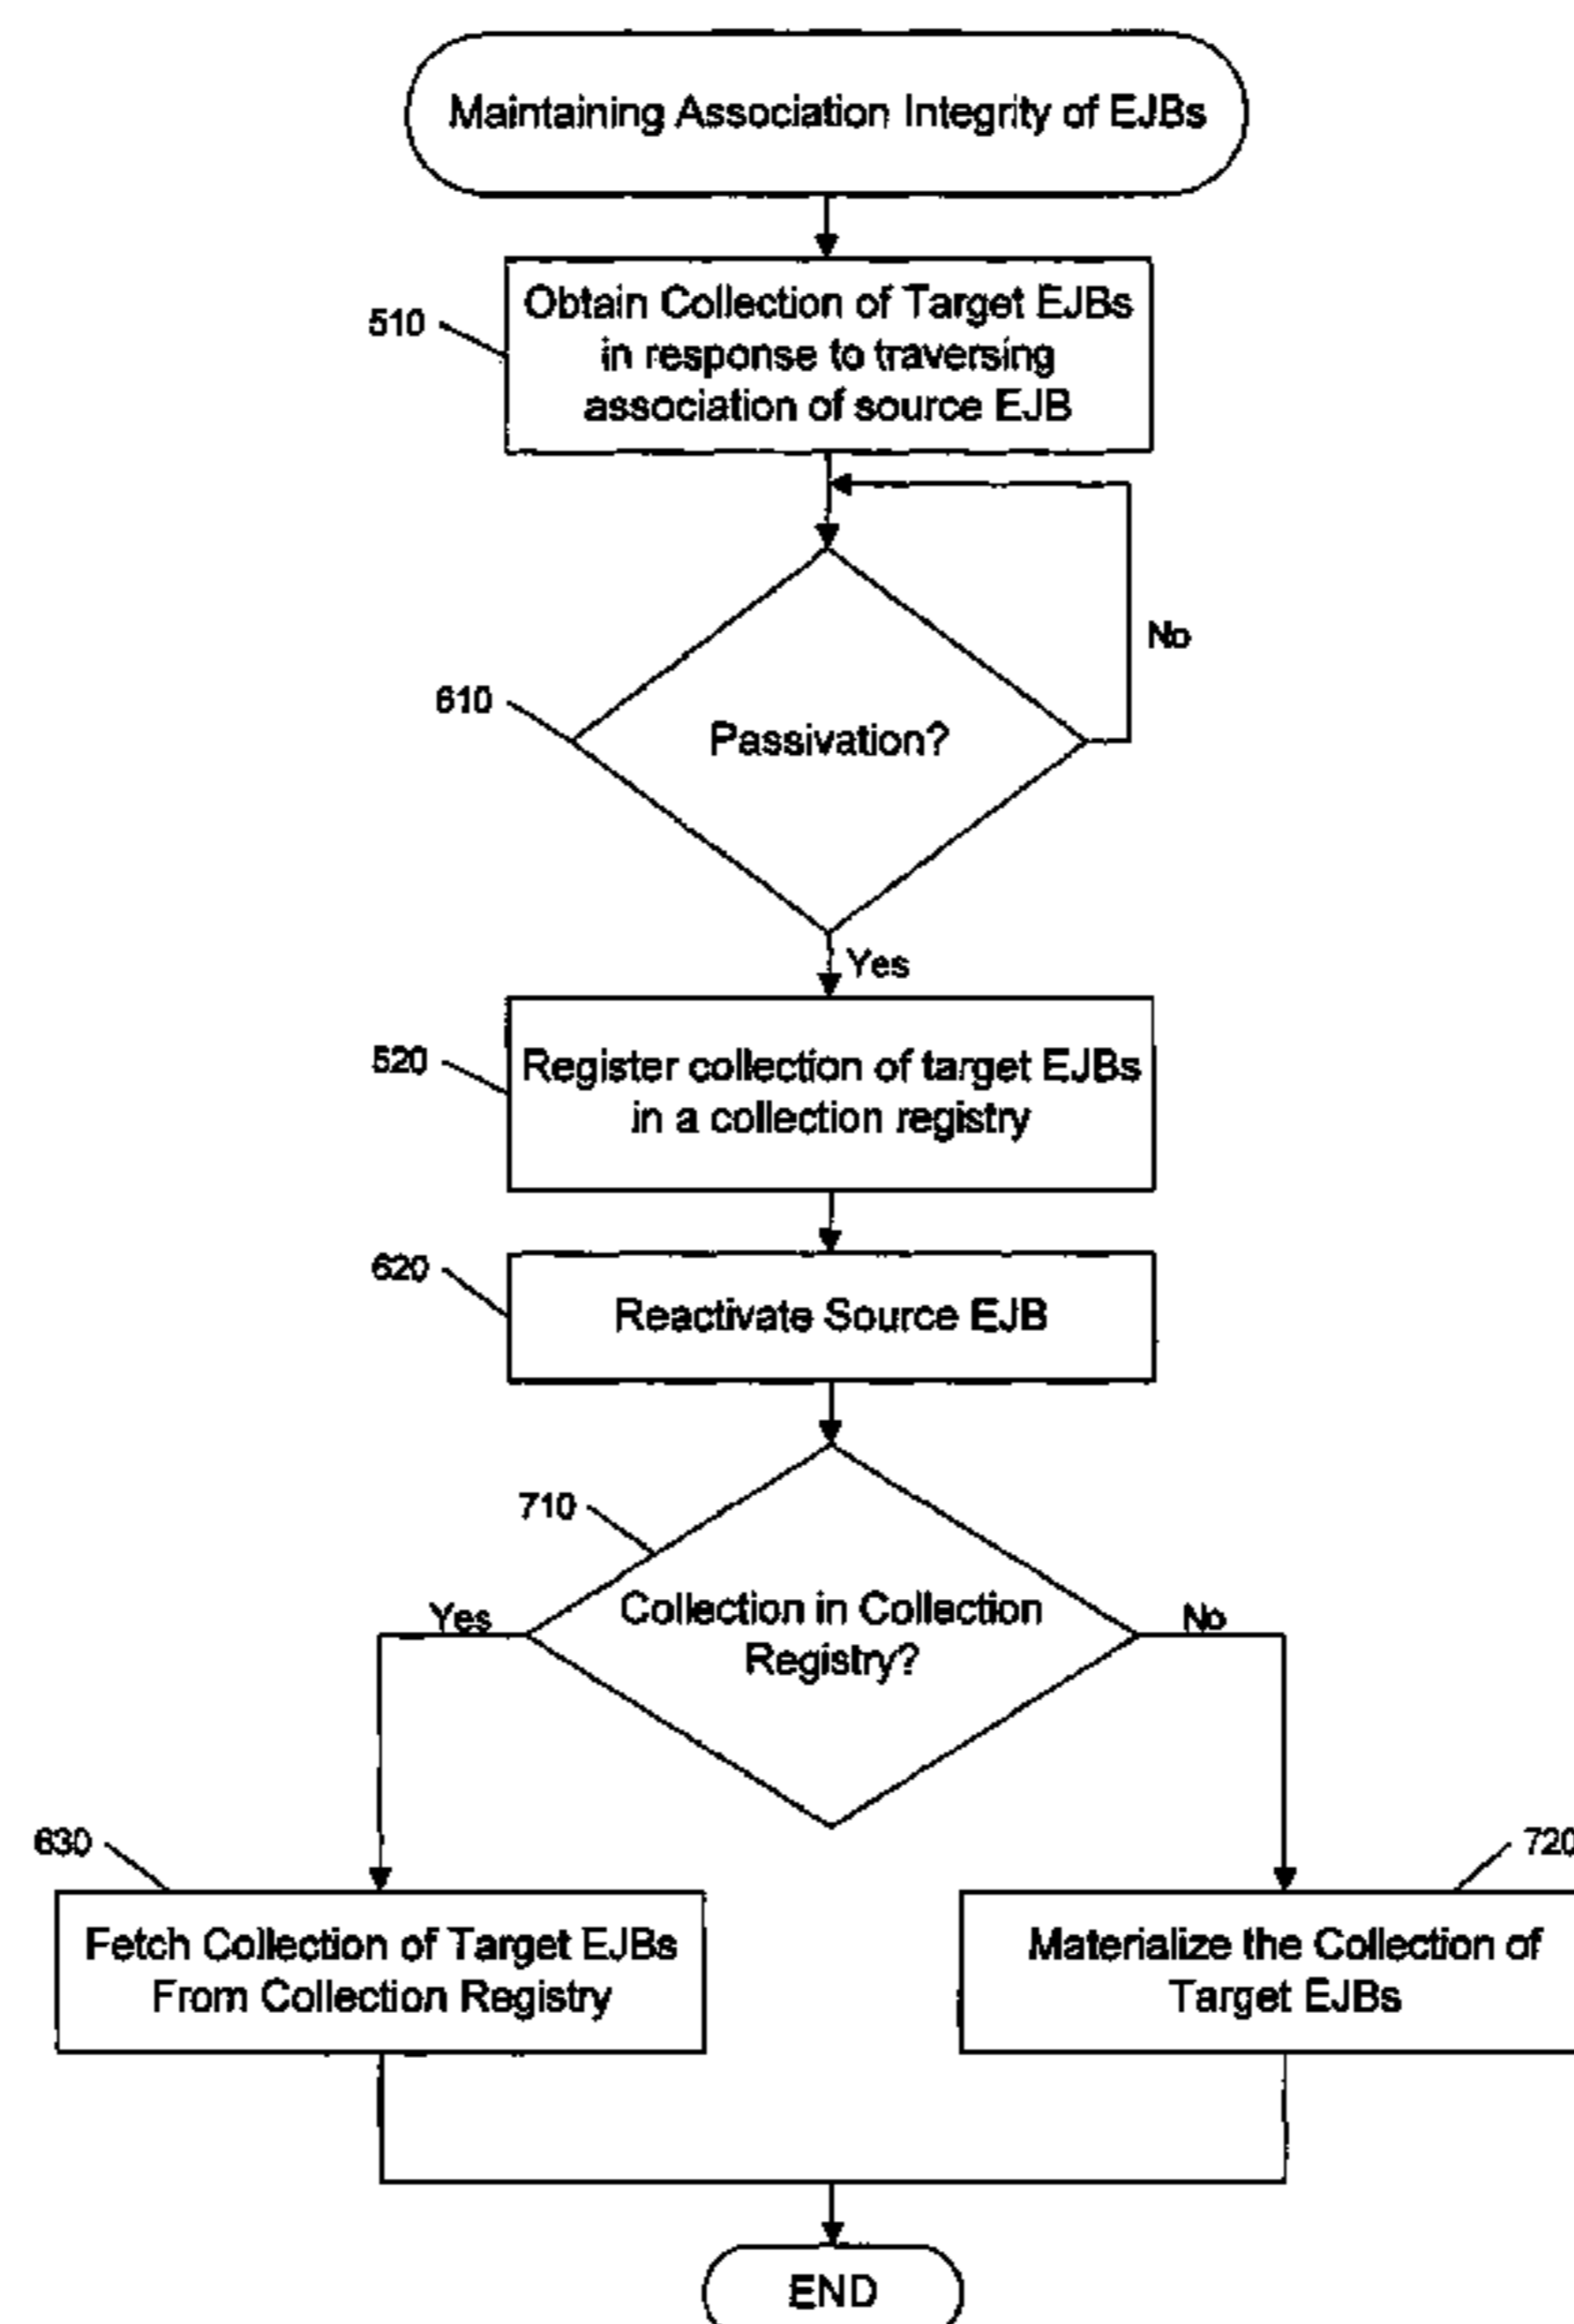 Maintaining Association Integrity of EJBs
510
Obtain Collection of Target EJBs
in response to traversing
association of source EJB
No
610
Passivation?
Yes
520
Register collection of target EJBs
in a collection registry
620
Reactivate Source EJB
710
Yes
Collection in Collection
Registry?
No
630
720
Fetch Collection of Target EJBs
From Collection Registry
Materialize the Collection of
Target EJBs
END